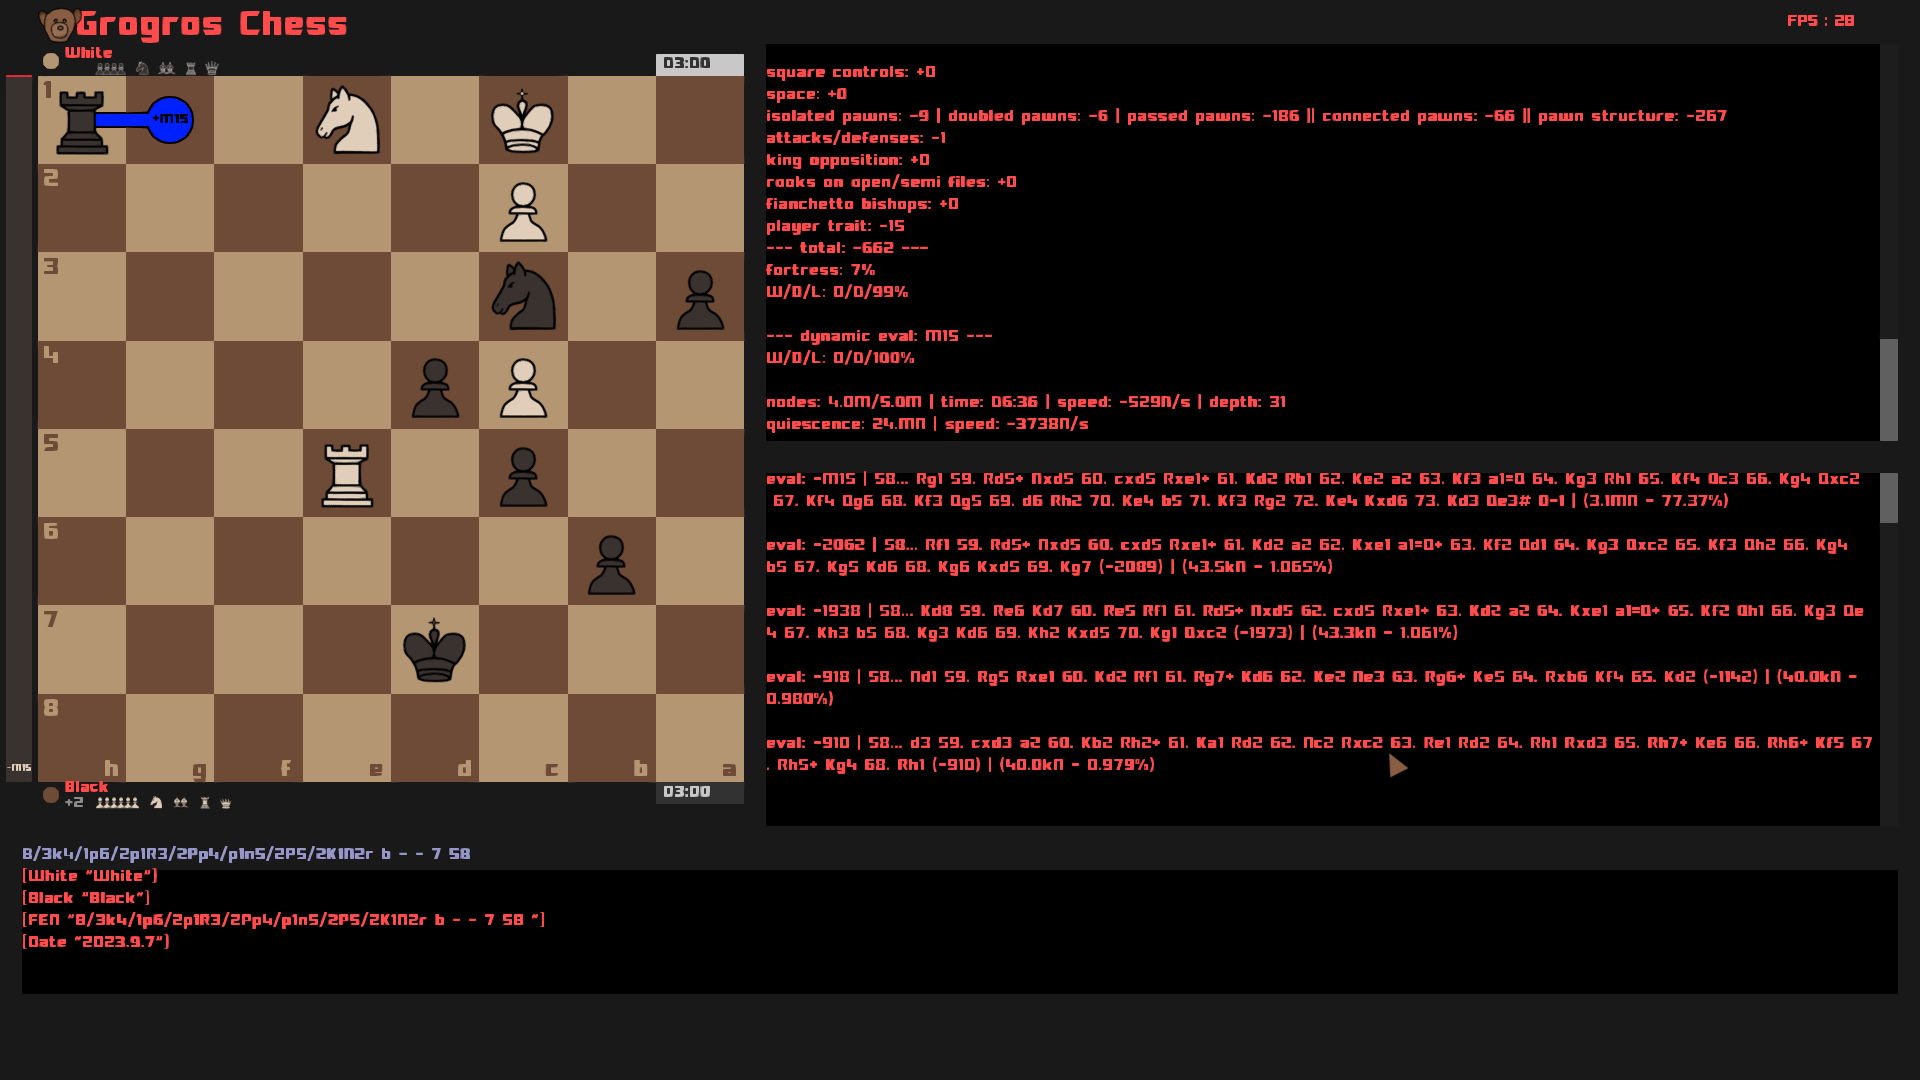 Grogros Chess
FPS : 28
White
03:00
1
+M15
2
3
4
5
6
7
8
h g f e d c b a
-M15
Black
+2
03:00
square controls: +0
space: +0
isolated pawns: -9 | doubled pawns: -6 | passed pawns: -186 || connected pawns: -66 || pawn structure: -267
attacks/defenses: -1
king opposition: +0
rooks on open/semi files: +0
fianchetto bishops: +0
player trait: -15
--- total: -662 ---
fortress: 7%
W/D/L: 0/0/99%
--- dynamic eval: M15 ---
W/D/L: 0/0/100%
nodes: 4.0M/5.0M | time: 06:36 | speed: -529N/s | depth: 31
quiescence: 24.MN | speed: -3738N/s
eval: -M15 | 58... Rg1 59. Rd5+ Nxd5 60. cxd5 Rxe1+ 61. Kd2 Rb1 62. Ke2 a2 63. Kf3 a1=Q 64. Kg3 Rh1 65. Kf4 Qc3 66. Kg4 Qxc2
67. Kf4 Qg6 68. Kf3 Qg5 69. d6 Rh2 70. Ke4 b5 71. Kf3 Rg2 72. Ke4 Kxd6 73. Kd3 Qe3# 0-1 | (3.1MN - 77.37%)
eval: -2062 | 58... Rf1 59. Rd5+ Nxd5 60. cxd5 Rxe1+ 61. Kd2 a2 62. Kxe1 a1=Q+ 63. Kf2 Qd1 64. Kg3 Qxc2 65. Kf3 Qh2 66. Kg4
b5 67. Kg5 Kd6 68. Kg6 Kxd5 69. Kg7 (-2089) | (43.5kN - 1.065%)
eval: -1938 | 58... Kd8 59. Re6 Kd7 60. Re5 Rf1 61. Rd5+ Nxd5 62. cxd5 Rxe1+ 63. Kd2 a2 64. Kxe1 a1=Q+ 65. Kf2 Qh1 66. Kg3 Qe
4 67. Kh3 b5 68. Kg3 Kd6 69. Kh2 Kxd5 70. Kg1 Qxc2 (-1973) | (43.3kN - 1.061%)
eval: -918 | 58... Nd1 59. Rg5 Rxe1 60. Kd2 Rf1 61. Rg7+ Kd6 62. Ke2 Ne3 63. Rg6+ Ke5 64. Rxb6 Kf4 65. Kd2 (-1142) | (40.0kN -
0.980%)
eval: -910 | 58... d3 59. cxd3 a2 60. Kb2 Rh2+ 61. Ka1 Rd2 62. Nc2 Rxc2 63. Re1 Rd2 64. Rh1 Rxd3 65. Rh7+ Ke6 66. Rh6+ Kf5 67
. Rh5+ Kg4 68. Rh1 (-910) | (40.0kN - 0.979%)
8/3k4/1p6/2p1R3/2Pp4/p1n5/2P5/2K1N2r b - - 7 58
[White "White"]
[Black "Black"]
[FEN "8/3k4/1p6/2p1R3/2Pp4/p1n5/2P5/2K1N2r b - - 7 58 "]
[Date "2023.9.7"]